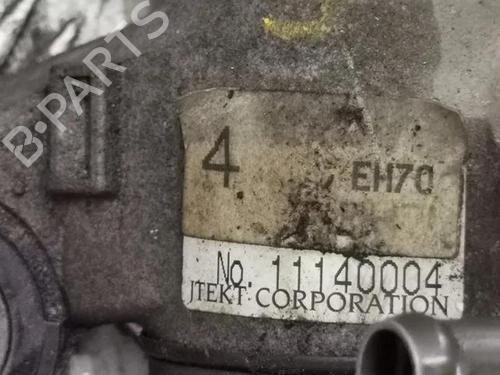 B-PARTS
4
EH70
No. 11140004
JTEKT CORPORATION